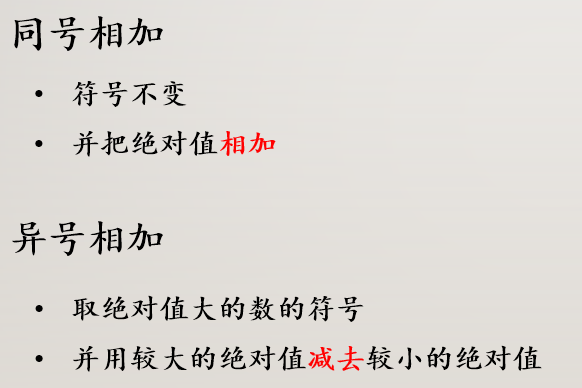 同号相加
• 符号不变
• 并把绝对值相加
异号相加
• 取绝对值大的数的符号
• 并用较大的绝对值减去较小的绝对值